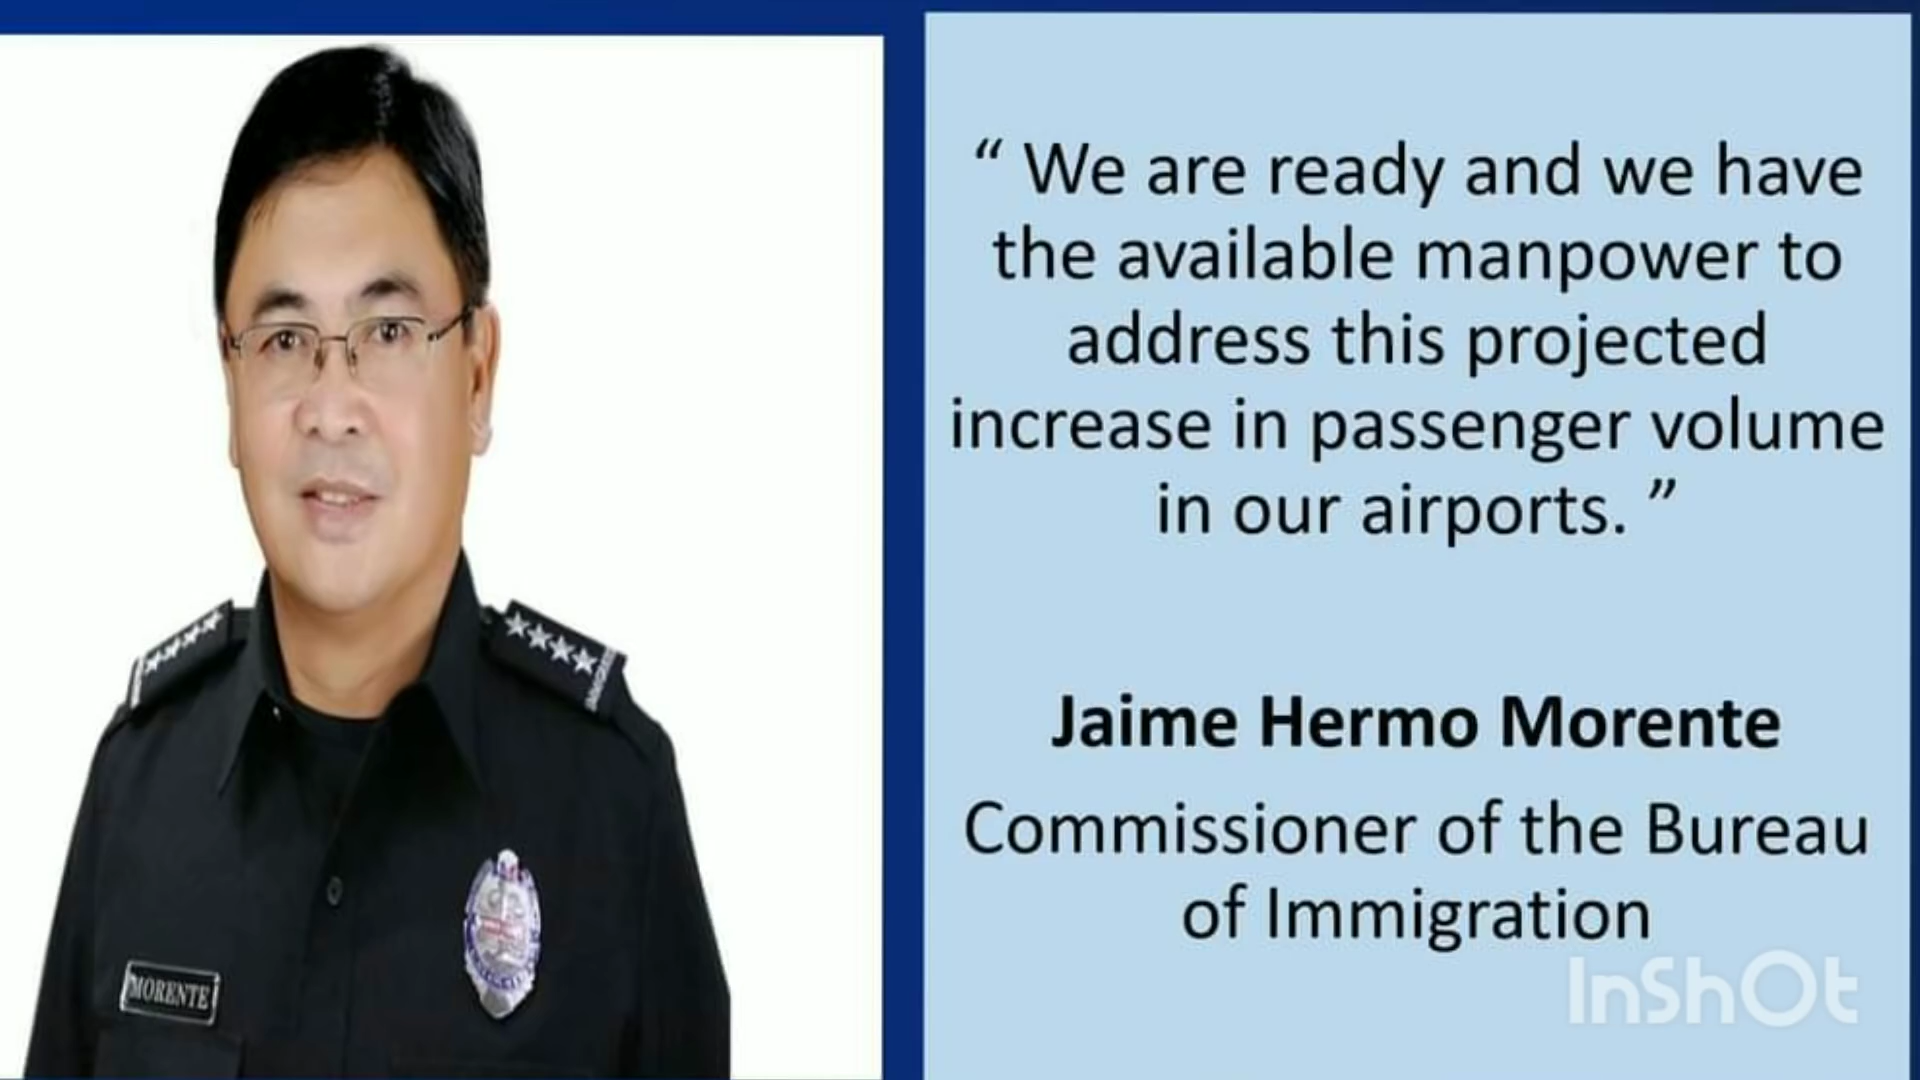 “ We are ready and we have
the available manpower to
address this projected
increase in passenger volume
in our airports. ”
Jaime Hermo Morente
Commissioner of the Bureau
of Immigration
MORENTE
InShOt